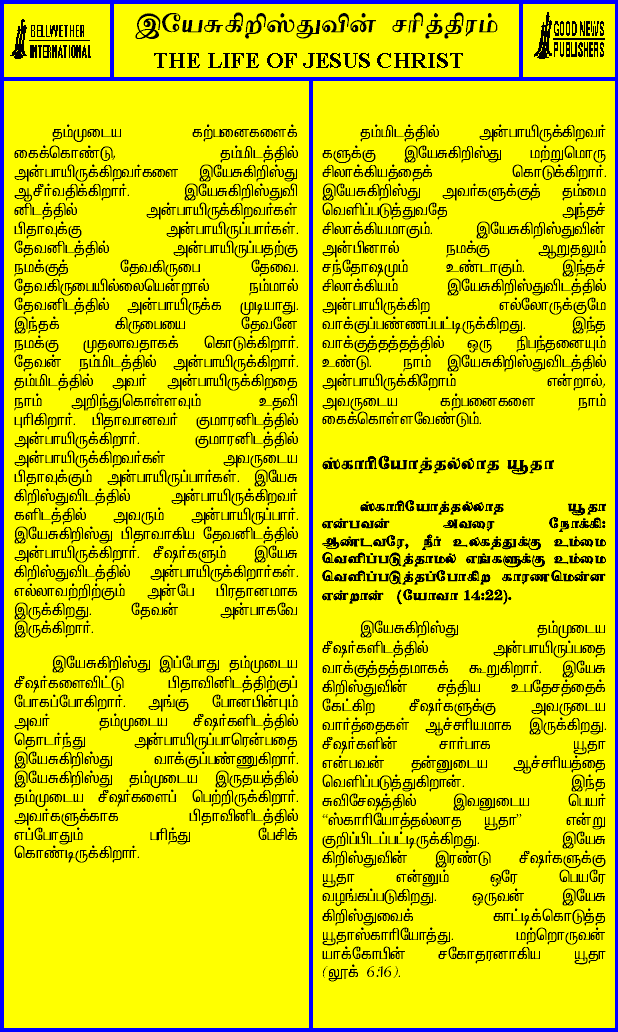 BELLWETHER
INTERNATIONAL
இயேசுகிறிஸ்துவின் சரித்திரம்
THE LIFE OF JESUS CHRIST
GOOD NEWS
PUBLISHERS
தம்முடைய கற்பனைகளைக்
கைக்கொண்டு, தம்மிடத்தில்
அன்பாயிருக்கிறவர்களை இயேசுகிறிஸ்து
ஆசீர்வதிக்கிறார். இயேசுகிறிஸ்துவி
னிடத்தில் அன்பாயிருக்கிறவர்கள்
பிதாவுக்கு அன்பாயிருப்பார்கள்.
தேவனிடத்தில் அன்பாயிருப்பதற்கு
நமக்குத் தேவகிருபை தேவை.
தேவகிருபையில்லையென்றால் நம்மால்
தேவனிடத்தில் அன்பாயிருக்க முடியாது.
இந்தக் கிருபையை தேவனே
நமக்கு முதலாவதாகக் கொடுக்கிறார்.
தேவன் நம்மிடத்தில் அன்பாயிருக்கிறார்.
தம்மிடத்தில் அவர் அன்பாயிருக்கிறதை
நாம் அறிந்துகொள்ளவும் உதவி
புரிகிறார். பிதாவானவர் குமாரனிடத்தில்
அன்பாயிருக்கிறார். குமாரனிடத்தில்
அன்பாயிருக்கிறவர்கள் அவருடைய
பிதாவுக்கும் அன்பாயிருப்பார்கள். இயேசு
கிறிஸ்துவிடத்தில் அன்பாயிருக்கிறவர்
களிடத்தில் அவரும் அன்பாயிருப்பார்.
இயேசுகிறிஸ்து பிதாவாகிய தேவனிடத்தில்
அன்பாயிருக்கிறார். சீஷர்களும் இயேசு
கிறிஸ்துவிடத்தில் அன்பாயிருக்கிறார்கள்.
எல்லாவற்றிற்கும் அன்பே பிரதானமாக
இருக்கிறது. தேவன் அன்பாகவே
இருக்கிறார்.
இயேசுகிறிஸ்து இப்போது தம்முடைய
சீஷர்களைவிட்டு பிதாவினிடத்திற்குப்
போகப்போகிறார். அங்கு போனபின்பும்
அவர் தம்முடைய சீஷர்களிடத்தில்
தொடர்ந்து அன்பாயிருப்பாரென்பதை
இயேசுகிறிஸ்து வாக்குப்பண்ணுகிறார்.
இயேசுகிறிஸ்து தம்முடைய இருதயத்தில்
தம்முடைய சீஷர்களைப் பெற்றிருக்கிறார்.
அவர்களுக்காக பிதாவினிடத்தில்
எப்போதும் பரிந்து பேசிக்
கொண்டிருக்கிறார்.
தம்மிடத்தில் அன்பாயிருக்கிறவர்
களுக்கு இயேசுகிறிஸ்து மற்றுமொரு
சிலாக்கியத்தைக் கொடுக்கிறார்.
இயேசுகிறிஸ்து அவர்களுக்குத் தம்மை
வெளிப்படுத்துவதே அந்தச்
சிலாக்கியமாகும். இயேசுகிறிஸ்துவின்
அன்பினால் நமக்கு ஆறுதலும்
சந்தோஷமும் உண்டாகும். இந்தச்
சிலாக்கியம் இயேசுகிறிஸ்துவிடத்தில்
அன்பாயிருக்கிற எல்லோருக்குமே
வாக்குப்பண்ணப்பட்டிருக்கிறது. இந்த
வாக்குத்தத்தத்தில் ஒரு நிபந்தனையும்
உண்டு. நாம் இயேசுகிறிஸ்துவிடத்தில்
அன்பாயிருக்கிறோம் என்றால்,
அவருடைய கற்பனைகளை நாம்
கைக்கொள்ளவேண்டும்.
ஸ்காரியோத்தல்லாத யூதா
ஸ்காரியோத்தல்லாத யூதா
என்பவன் அவரை நோக்கி:
ஆண்டவரே, நீர் உலகத்துக்கு உம்மை
வெளிப்படுத்தாமல் எங்களுக்கு உம்மை
வெளிப்படுத்தப்போகிற காரணமென்ன
என்றான் (யோவா 14:22).
இயேசுகிறிஸ்து தம்முடைய
சீஷர்களிடத்தில் அன்பாயிருப்பதை
வாக்குத்தத்தமாகக் கூறுகிறார். இயேசு
கிறிஸ்துவின் சத்திய உபதேசத்தைக்
கேட்கிற சீஷர்களுக்கு அவருடைய
வார்த்தைகள் ஆச்சரியமாக இருக்கிறது.
சீஷர்களின் சார்பாக யூதா
என்பவன் தன்னுடைய ஆச்சரியத்தை
வெளிப்படுத்துகிறான். இந்த
சுவிசேஷத்தில் இவனுடைய பெயர்
“ஸ்காரியோத்தல்லாத யூதா” என்று
குறிப்பிடப்பட்டிருக்கிறது. இயேசு
கிறிஸ்துவின் இரண்டு சீஷர்களுக்கு
யூதா என்னும் ஒரே பெயரே
வழங்கப்படுகிறது. ஒருவன் இயேசு
கிறிஸ்துவைக் காட்டிக்கொடுத்த
யூதாஸ்காரியோத்து. மற்றொருவன்
யாக்கோபின் சகோதரனாகிய யூதா
(லூக் 6:16).